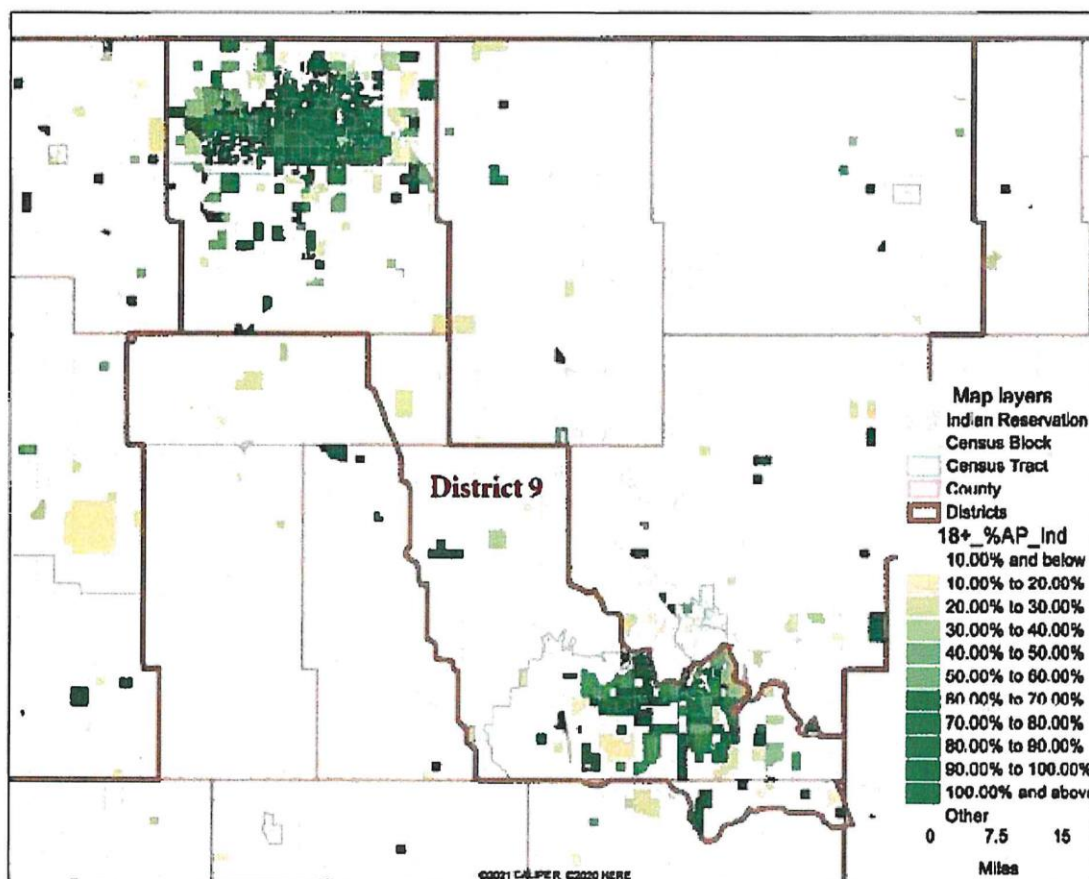 District 9
Map layers
Indian Reservation
Census Block
Census Tract
County
Districts
18+_%AP_Ind
10.00% and below
10.00% to 20.00%
20.00% to 30.00%
30.00% to 40.00%
40.00% to 50.00%
50.00% to 60.00%
60.00% to 70.00%
70.00% to 80.00%
80.00% to 90.00%
90.00% to 100.00%
100.00% and above
Other
0 7.5 15
Miles
©2021 CALIPER, ©2020 HERE